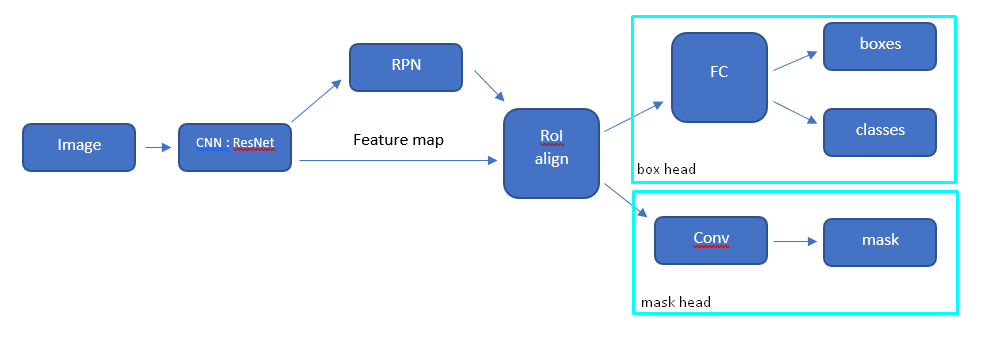 Image
CNN : ResNet
RPN
Feature map
RoI
align
FC
boxes
classes
box head
Conv
mask
mask head